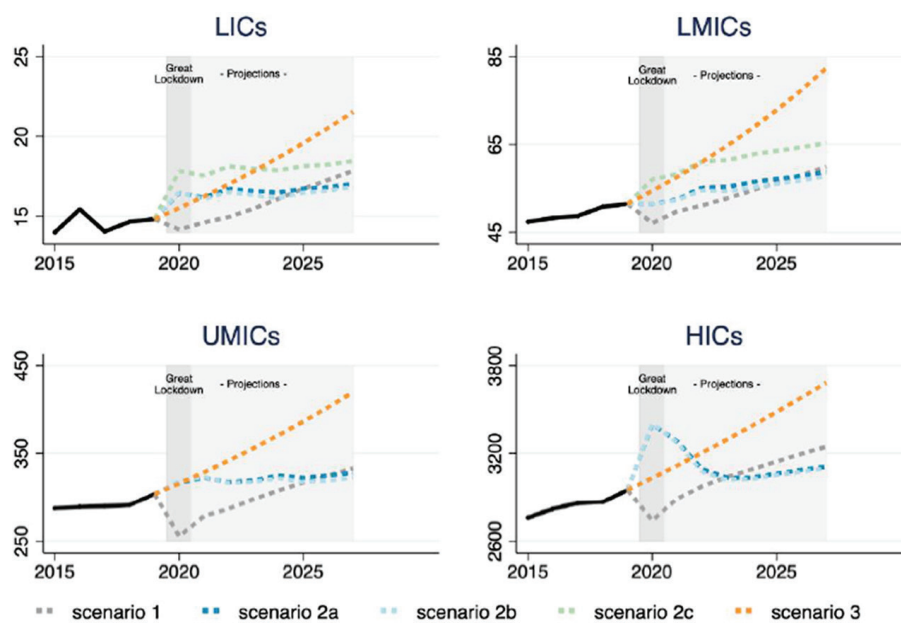 LICs
25
20
15
Great
Lockdown
- Projections -
2015
2020
2025
LMICs
85
65
45
Great
Lockdown
- Projections -
2015
2020
2025
UMICs
450
350
250
Great
Lockdown
- Projections -
2015
2020
2025
HICs
3800
3200
2600
Great
Lockdown
- Projections -
2015
2020
2025
scenario 1 scenario 2a scenario 2b scenario 2c scenario 3